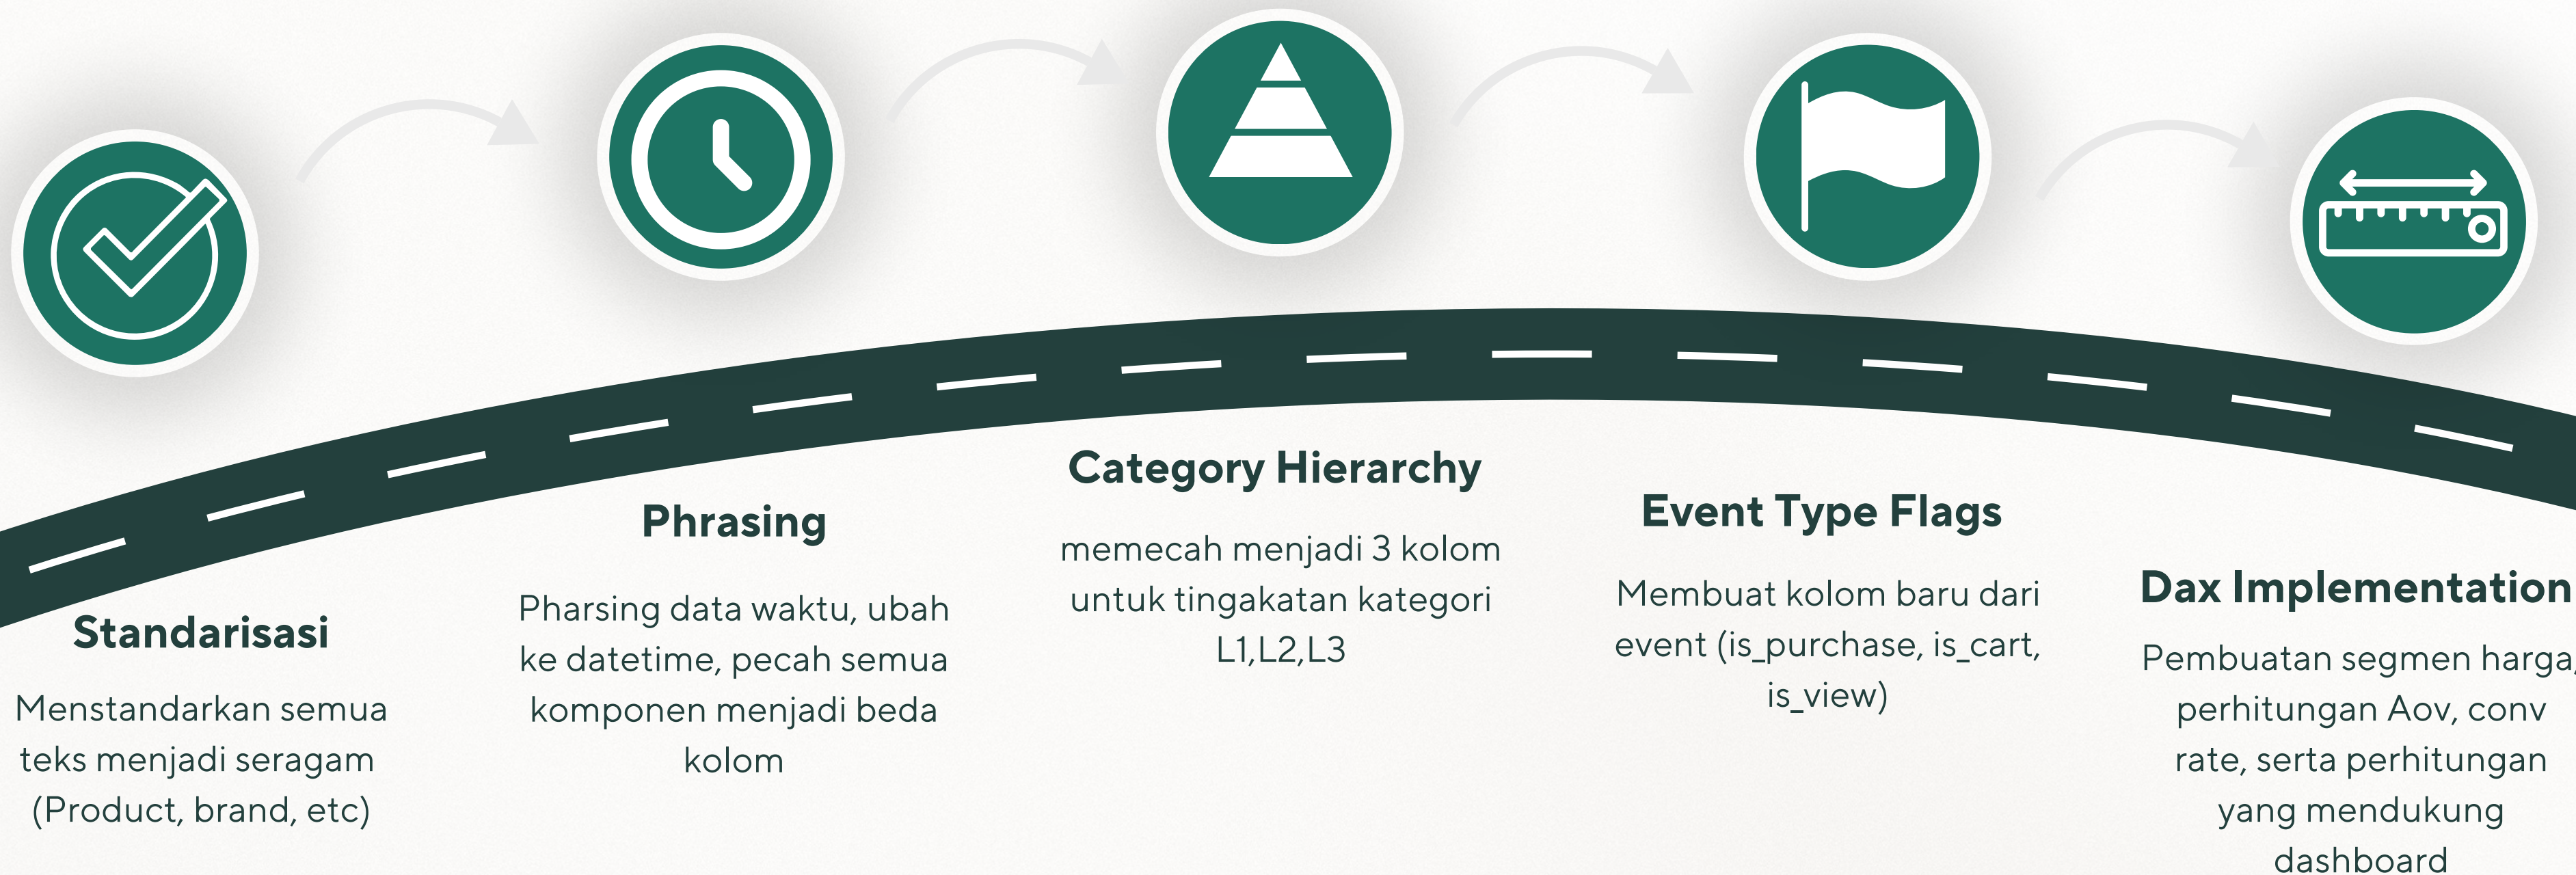 Standarisasi
Menstandarkan semua
teks menjadi seragam
(Product, brand, etc)
Phrasing
Pharsing data waktu, ubah
ke datetime, pecah semua
komponen menjadi beda
kolom
Category Hierarchy
memecah menjadi 3 kolom
untuk tingakatan kategori
L1,L2,L3
Event Type Flags
Membuat kolom baru dari
event (is_purchase, is_cart,
is_view)
Dax Implementation
Pembuatan segmen harga,
perhitungan Aov, conv
rate, serta perhitungan
yang mendukung
dashboard